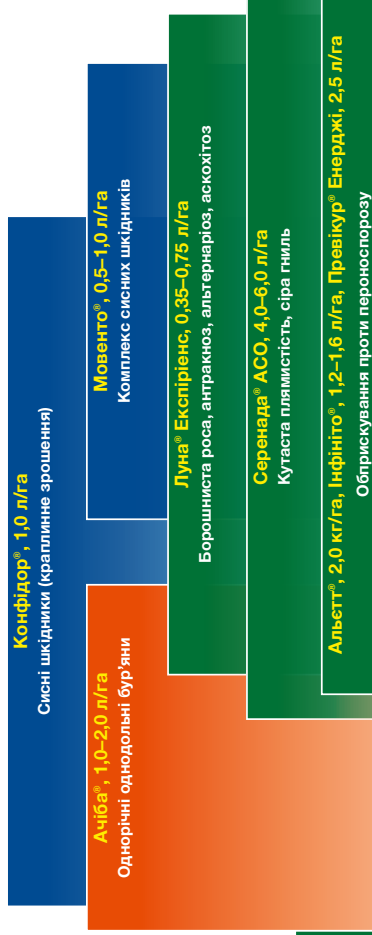 Конфідор®, 1,0 л/га
Сисні шкідники (краплинне зрошення)
Ачіба®, 1,0–2,0 л/га
Однорічні однодольні бур’яни
Мовенто®, 0,5–1,0 л/га
Комплекс сисних шкідників
Луна® Експірієнс, 0,35–0,75 л/га
Борошниста роса, антракноз, альтернаріоз, аскохітоз
Серенада® АСО, 4,0–6,0 л/га
Кутаста плямистість, сіра гниль
Альєтт®, 2,0 кг/га, Інфініто®, 1,2–1,6 л/га, Превікур® Енерджі, 2,5 л/га
Обприскування проти пероноспорозу